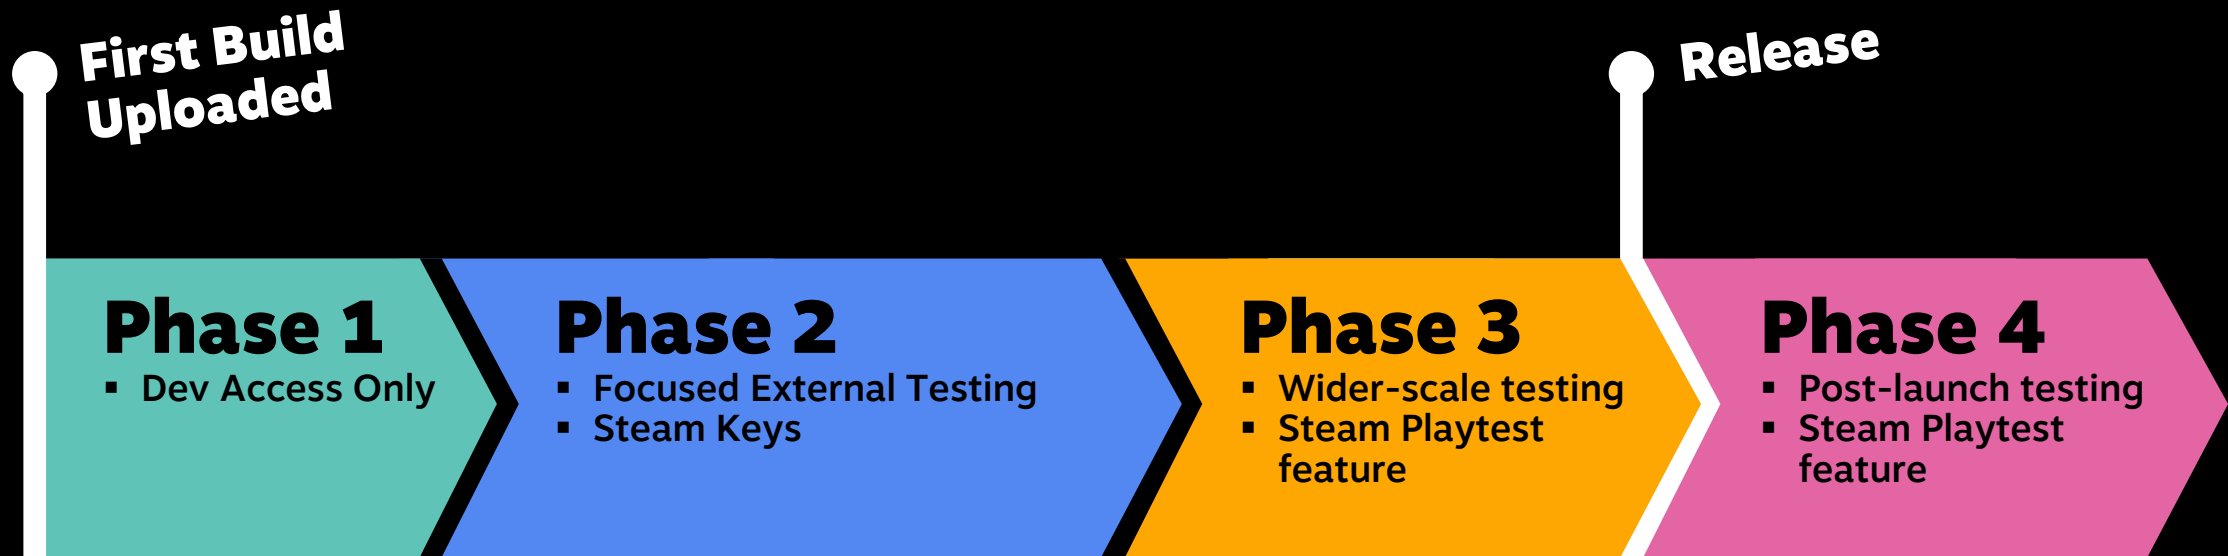 First Build
Uploaded
Release
Phase 1
▪ Dev Access Only
Phase 2
▪ Focused External Testing
▪ Steam Keys
Phase 3
▪ Wider-scale testing
▪ Steam Playtest
feature
Phase 4
▪ Post-launch testing
▪ Steam Playtest
feature